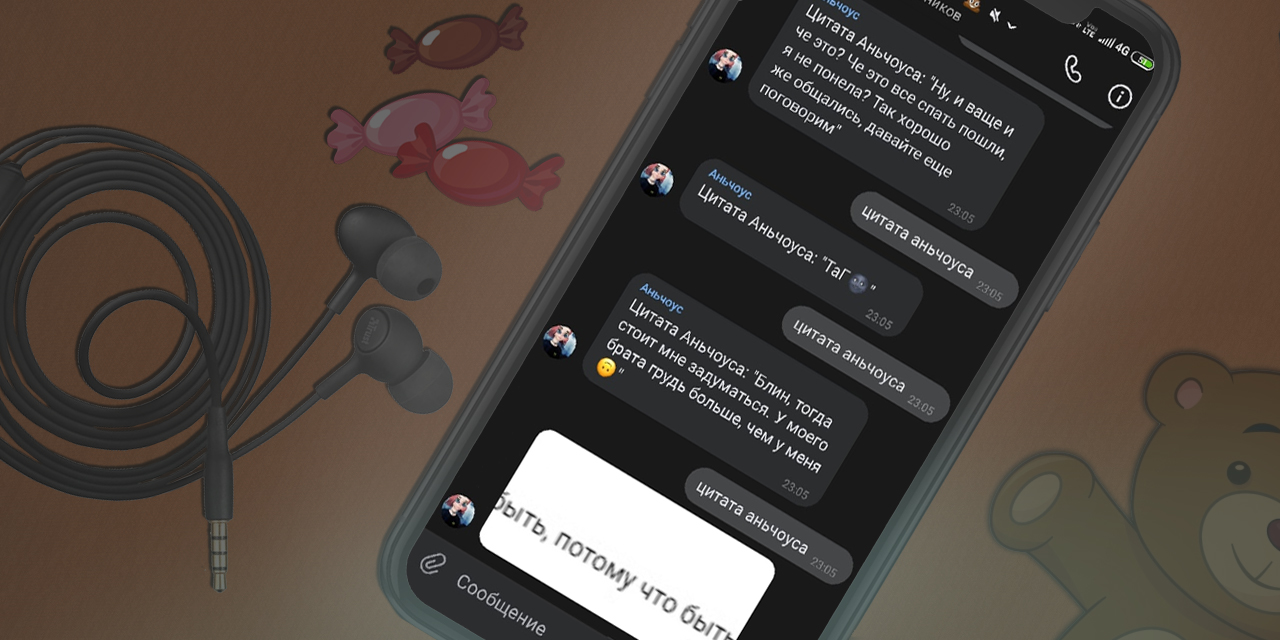 ников
4G
ьчоус
Цитата Аньчоуса: "Ну, и ваще и
че это? Че это все спать пошли,
я не понела? Так хорошо
же общались, давайте еще
поговорим"
23:05
цитата аньчоуса
23:05
Аньчоус
Цитата Аньчоуса: "ТаГ🌚"
23:05
цитата аньчоуса
23:05
Аньчоус
Цитата Аньчоуса: "Блин, тогда
стоит мне задуматься. у моего
брата грудь больше, чем у меня
🙃"
23:05
цитата аньчоуса
23:05
быть, потому что быть
Сообщение